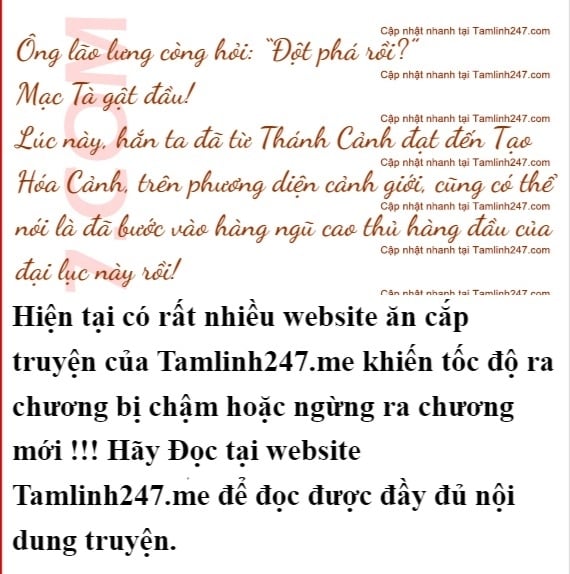 Cập nhật nhanh tại Tamlinh247.com
Ông lão lưng còng hỏi: "Đột phá rồi?"
Cập nhật nhanh tại Tamlinh247.com
Mạc Tà gật đầu!
Cập nhật nhanh tại Tamlinh247.com
Lúc này, hắn ta đã từ Thánh Cảnh đạt đến Tạo
Cập nhật nhanh tại Tamlinh247.com
Hóa Cảnh, trên phương diện cảnh giới, cũng có thể
Cập nhật nhanh tại Tamlinh247.com
nói là đã bước vào hàng ngũ cao thủ hàng đầu của
Cập nhật nhanh tại Tamlinh247.com
đại lục này rồi!
Cập nhật nhanh tại Tamlinh247.com
7.COM
Hiện tại có rất nhiều website ăn cắp
truyện của Tamlinh247.me khiến tốc độ ra
chương bị chậm hoặc ngừng ra chương
mới !!! Hãy Đọc tại website
Tamlinh247.me để đọc được đầy đủ nội
dung truyện.